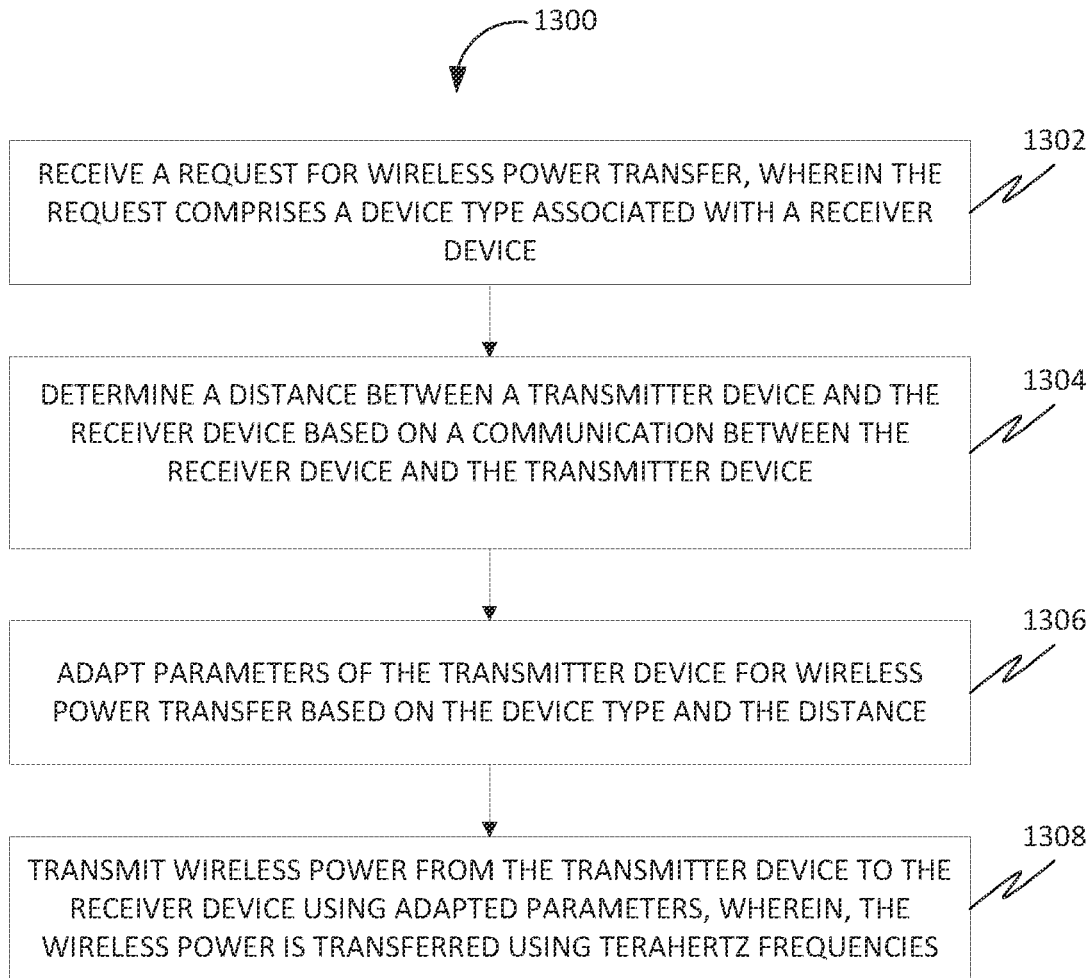 1300
1302
RECEIVE A REQUEST FOR WIRELESS POWER TRANSFER, WHEREIN THE
REQUEST COMPRISES A DEVICE TYPE ASSOCIATED WITH A RECEIVER
DEVICE
1304
DETERMINE A DISTANCE BETWEEN A TRANSMITTER DEVICE AND THE
RECEIVER DEVICE BASED ON A COMMUNICATION BETWEEN THE
RECEIVER DEVICE AND THE TRANSMITTER DEVICE
1306
ADAPT PARAMETERS OF THE TRANSMITTER DEVICE FOR WIRELESS
POWER TRANSFER BASED ON THE DEVICE TYPE AND THE DISTANCE
1308
TRANSMIT WIRELESS POWER FROM THE TRANSMITTER DEVICE TO THE
RECEIVER DEVICE USING ADAPTED PARAMETERS, WHEREIN, THE
WIRELESS POWER IS TRANSFERRED USING TERAHERTZ FREQUENCIES